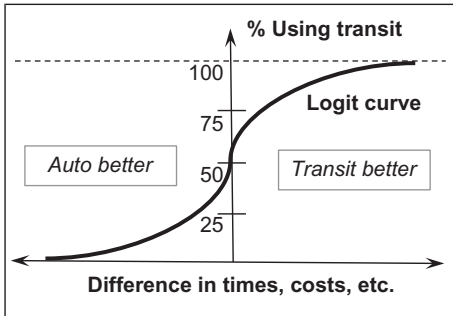 % Using transit
100
Logit curve
75
Auto better
50
Transit better
25
Difference in times, costs, etc.